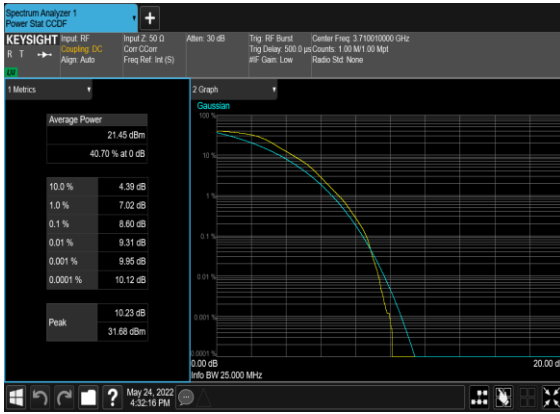 Spectrum Analyzer 1
Power Stat CCDF
+
KEYSIGHT
R T
LXI
Input: RF
Coupling: DC
Align: Auto
Input Z: 50 Ω
Corr CCorr
Freq Ref: Int (S)
Atten: 30 dB
Trig: RF Burst
Trig Delay: 500.0 µs
#IF Gain: Low
Center Freq: 3.710010000 GHz
Counts: 1.00 M/1.00 Mpt
Radio Std: None
1 Metrics
Average Power
21.45 dBm
40.70 % at 0 dB
10.0 % 4.39 dB
1.0 % 7.02 dB
0.1 % 8.60 dB
0.01 % 9.31 dB
0.001 % 9.95 dB
0.0001 % 10.12 dB
Peak
10.23 dB
31.68 dBm
2 Graph
Gaussian
100 %
10 %
1 %
0.1 %
0.01 %
0.001 %
0.0001 %
0.00 dB
20.00 d
Info BW 25.000 MHz
?
May 24, 2022
4:32:16 PM